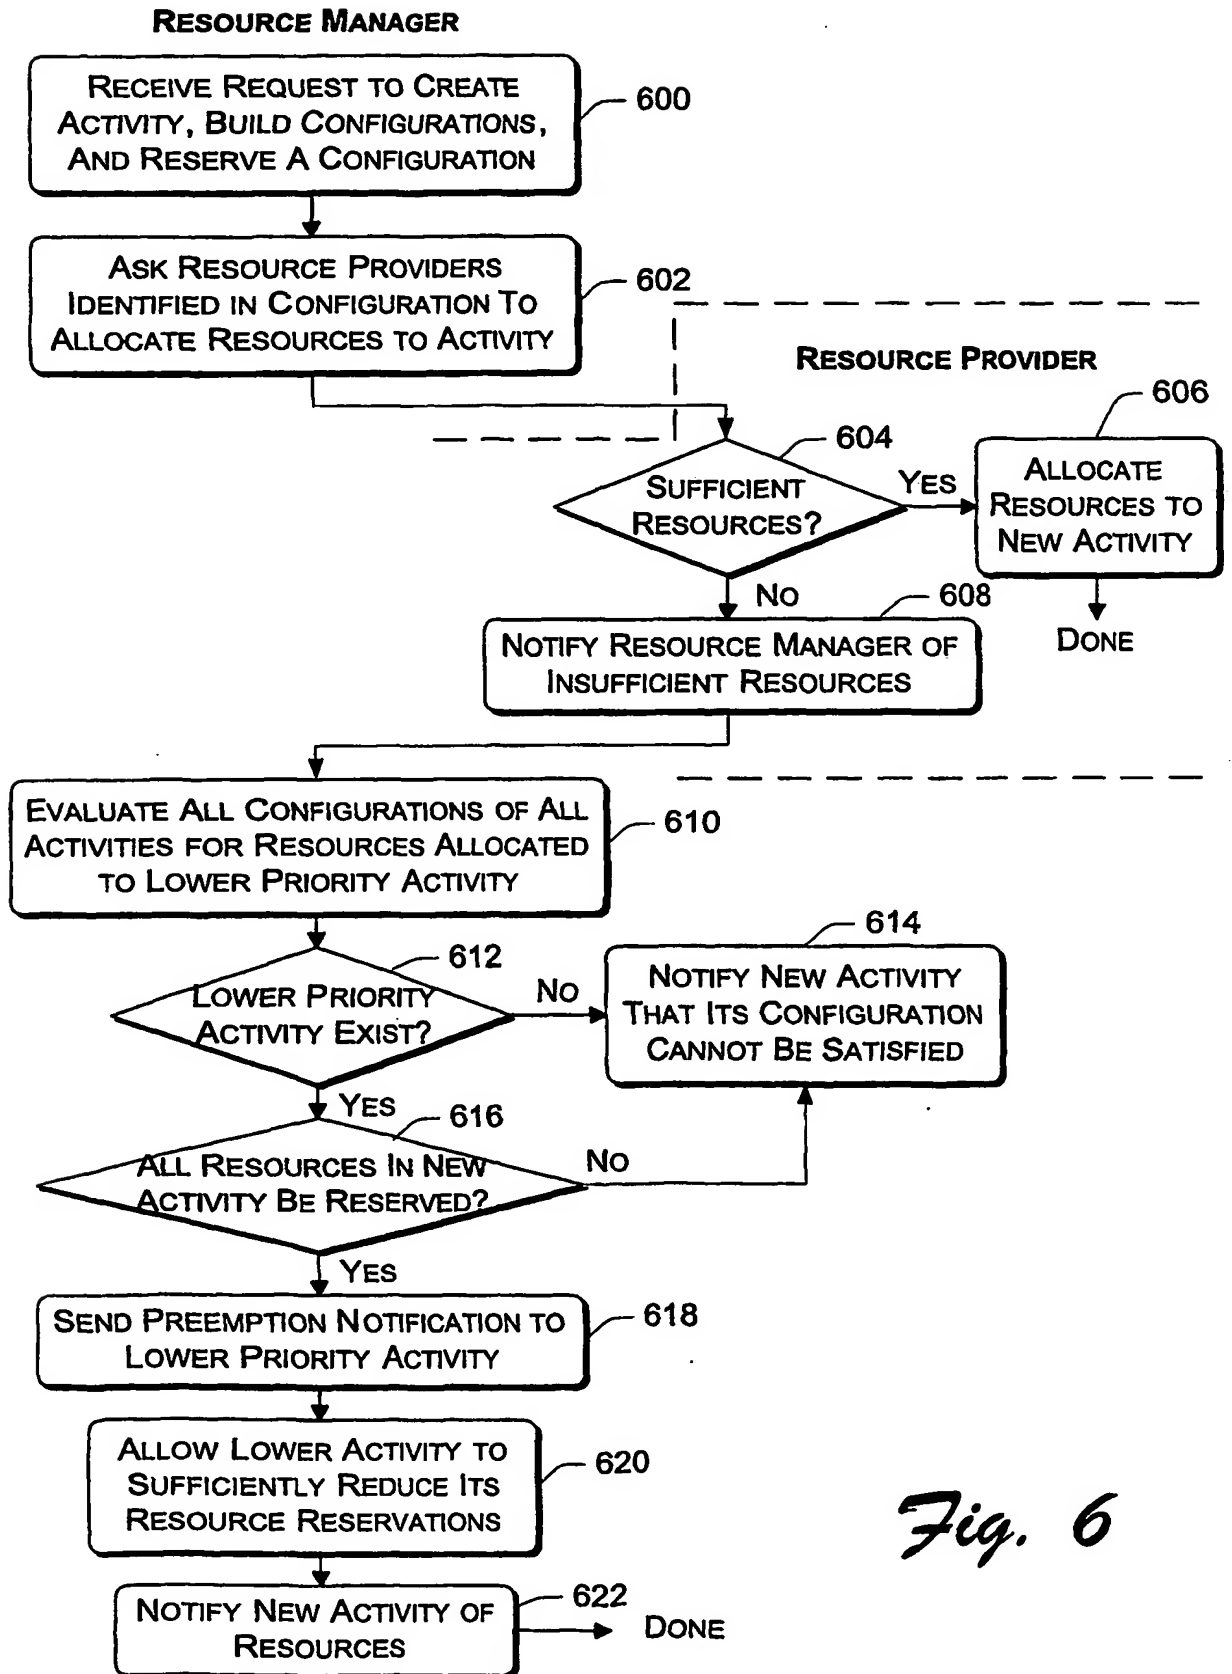 RESOURCE MANAGER
RECEIVE REQUEST TO CREATE
ACTIVITY, BUILD CONFIGURATIONS,
AND RESERVE A CONFIGURATION
600
ASK RESOURCE PROVIDERS
IDENTIFIED IN CONFIGURATION TO
ALLOCATE RESOURCES TO ACTIVITY
602
RESOURCE PROVIDER
604
SUFFICIENT
RESOURCES?
YES
606
ALLOCATE
RESOURCES TO
NEW ACTIVITY
DONE
NO
608
NOTIFY RESOURCE MANAGER OF
INSUFFICIENT RESOURCES
EVALUATE ALL CONFIGURATIONS OF ALL
ACTIVITIES FOR RESOURCES ALLOCATED
TO LOWER PRIORITY ACTIVITY
610
612
LOWER PRIORITY
ACTIVITY EXIST?
NO
614
NOTIFY NEW ACTIVITY
THAT ITS CONFIGURATION
CANNOT BE SATISFIED
YES
616
ALL RESOURCES IN NEW
ACTIVITY BE RESERVED?
NO
YES
SEND PREEMPTION NOTIFICATION TO
LOWER PRIORITY ACTIVITY
618
ALLOW LOWER ACTIVITY TO
SUFFICIENTLY REDUCE ITS
RESOURCE RESERVATIONS
620
NOTIFY NEW ACTIVITY OF
RESOURCES
622
DONE
Fig. 6